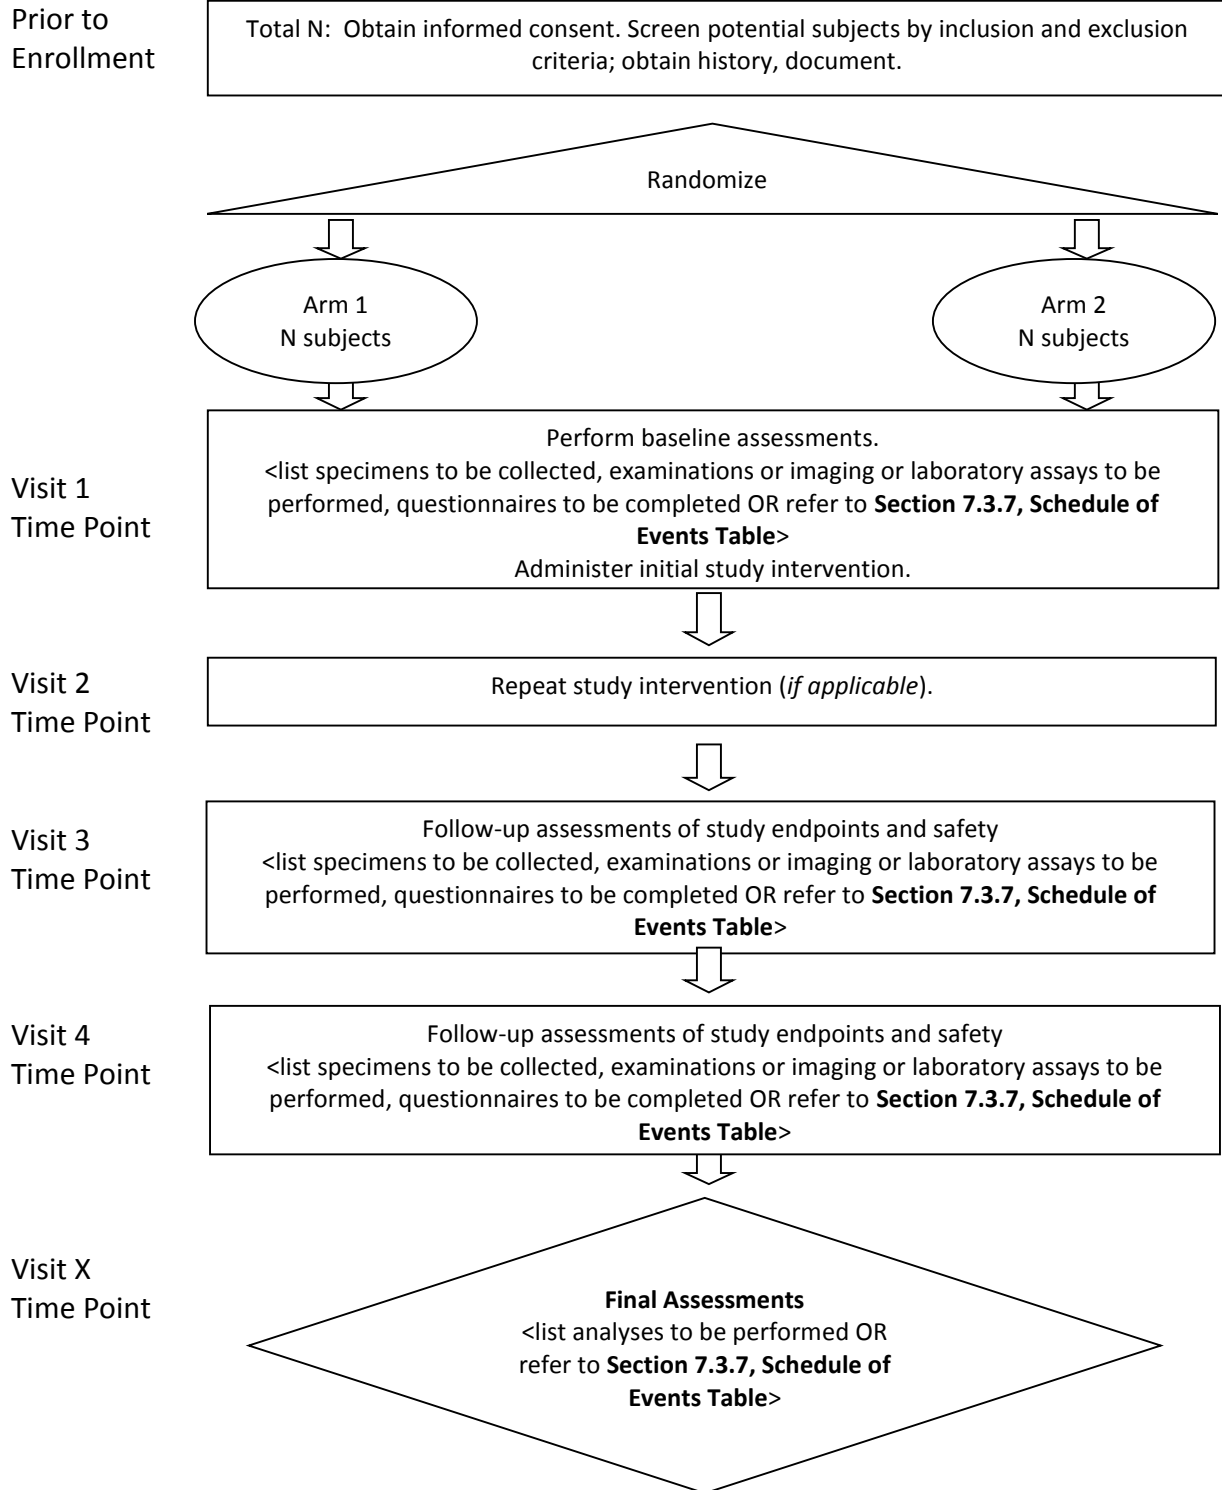 Prior to
Enrollment
Total N:  Obtain informed consent. Screen potential subjects by inclusion and exclusion
criteria; obtain history, document.
Randomize
Arm 1
N subjects
Arm 2
N subjects
Visit 1
Time Point
Perform baseline assessments.
<list specimens to be collected, examinations or imaging or laboratory assays to be
performed, questionnaires to be completed OR refer to Section 7.3.7, Schedule of
Events Table>
Administer initial study intervention.
Visit 2
Time Point
Repeat study intervention (if applicable).
Visit 3
Time Point
Follow-up assessments of study endpoints and safety
<list specimens to be collected, examinations or imaging or laboratory assays to be
performed, questionnaires to be completed OR refer to Section 7.3.7, Schedule of
Events Table>
Visit 4
Time Point
Follow-up assessments of study endpoints and safety
<list specimens to be collected, examinations or imaging or laboratory assays to be
performed, questionnaires to be completed OR refer to Section 7.3.7, Schedule of
Events Table>
Visit X
Time Point
Final Assessments
<list analyses to be performed OR
refer to Section 7.3.7, Schedule of
Events Table>